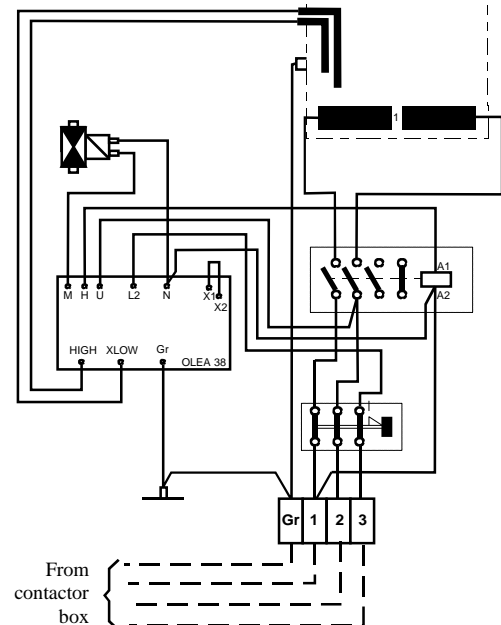 1
A1
A2
M H U L2 N X1
X2
HIGH XLOW Gr
OLEA 38
Gr 1 2 3
From
contactor
box